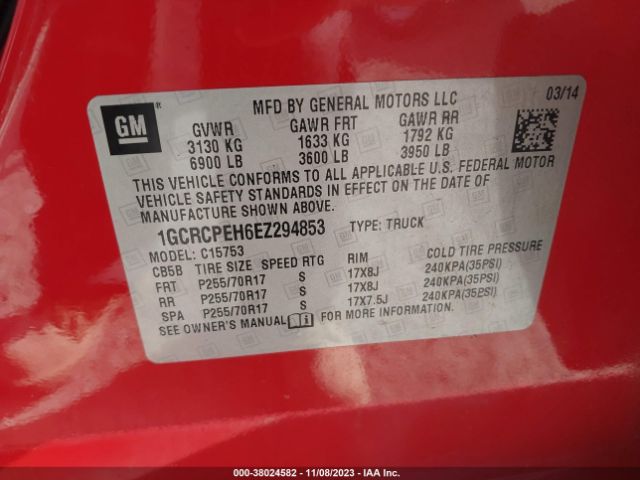 GM
®
MFD BY GENERAL MOTORS LLC
03/14
GVWR GAWR FRT GAWR RR
3130 KG 1633 KG 1792 KG
6900 LB 3600 LB 3950 LB
THIS VEHICLE CONFORMS TO ALL APPLICABLE U.S. FEDERAL MOTOR
VEHICLE SAFETY STANDARDS IN EFFECT ON THE DATE OF
MANUFACTURE SHOWN ABOVE.
1GCRCPEH6EZ294853 TYPE: TRUCK
MODEL: C15753
CB5B TIRE SIZE SPEED RTG RIM COLD TIRE PRESSURE
FRT P255/70R17 S 17X8J 240KPA(35PSI)
RR P255/70R17 S 17X8J 240KPA(35PSI)
SPA P255/70R17 S 17X7.5J 240KPA(35PSI)
SEE OWNER'S MANUAL FOR MORE INFORMATION.
000-38024582 - 11/08/2023 - IAA Inc.